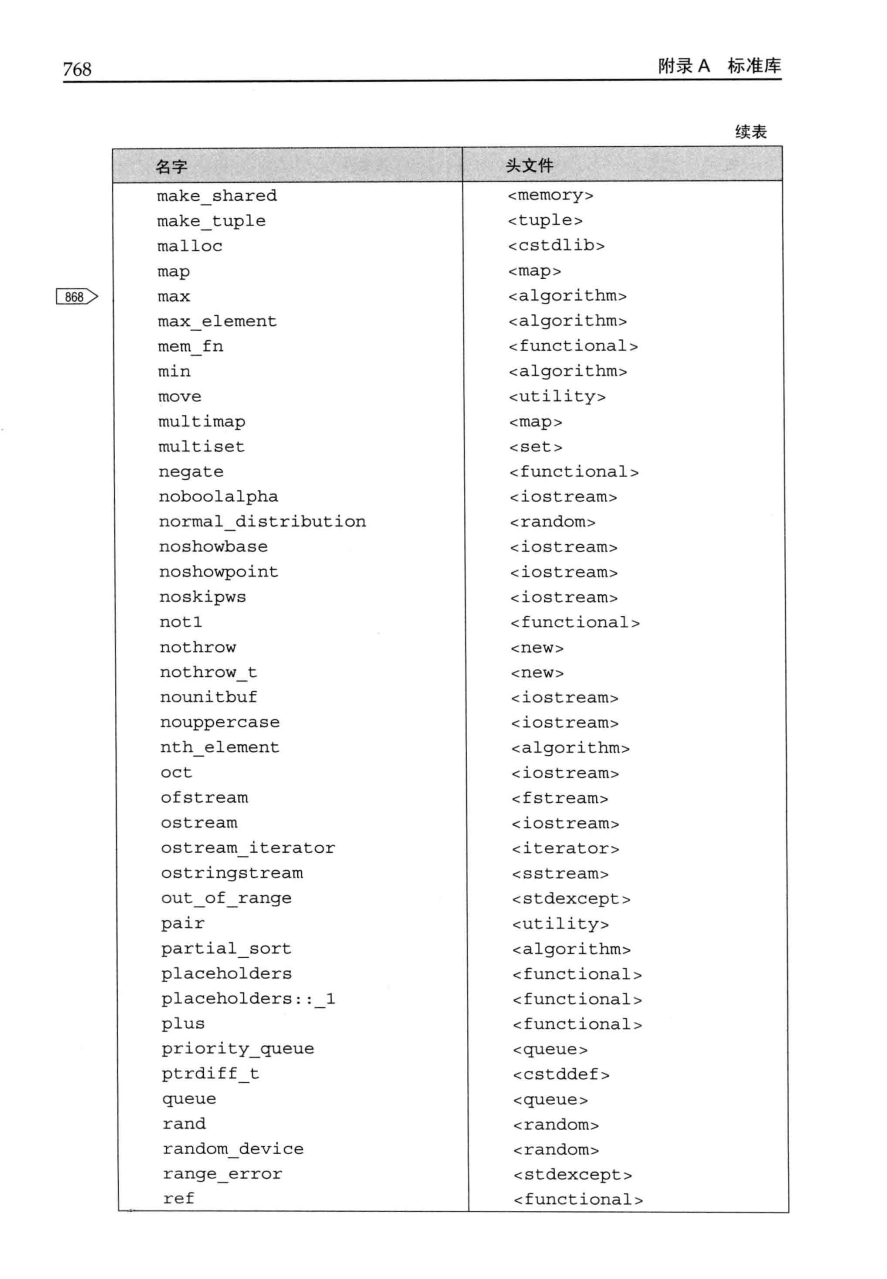 768 附录 A 标准库
续表
名字 头文件
make_shared <memory>
make_tuple <tuple>
malloc <cstdlib>
map <map>
868 max <algorithm>
max_element <algorithm>
mem_fn <functional>
min <algorithm>
move <utility>
multimap <map>
multiset <set>
negate <functional>
noboolalpha <iostream>
normal_distribution <random>
noshowbase <iostream>
noshowpoint <iostream>
noskipws <iostream>
not1 <functional>
nothrow <new>
nothrow_t <new>
nounitbuf <iostream>
nouppercase <iostream>
nth_element <algorithm>
oct <iostream>
ofstream <fstream>
ostream <iostream>
ostream_iterator <iterator>
ostringstream <sstream>
out_of_range <stdexcept>
pair <utility>
partial_sort <algorithm>
placeholders <functional>
placeholders::_1 <functional>
plus <functional>
priority_queue <queue>
ptrdiff_t <cstddef>
queue <queue>
rand <random>
random_device <random>
range_error <stdexcept>
ref <functional>